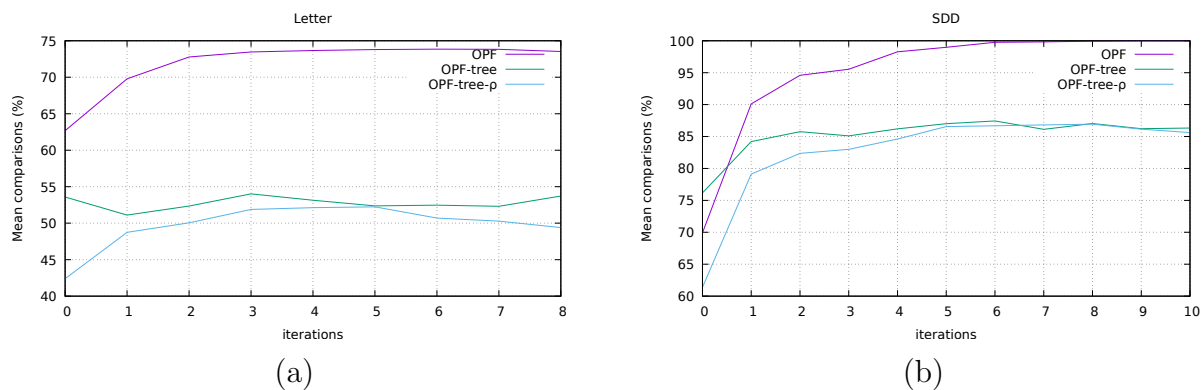 Letter
75
70
65
60
55
50
45
40
Mean comparisons (%)
OPF
OPF-tree
OPF-tree-ρ
0 1 2 3 4 5 6 7 8
iterations
(a)
SDD
100
95
90
85
80
75
70
65
60
Mean comparisons (%)
OPF
OPF-tree
OPF-tree-ρ
0 1 2 3 4 5 6 7 8 9 10
iterations
(b)